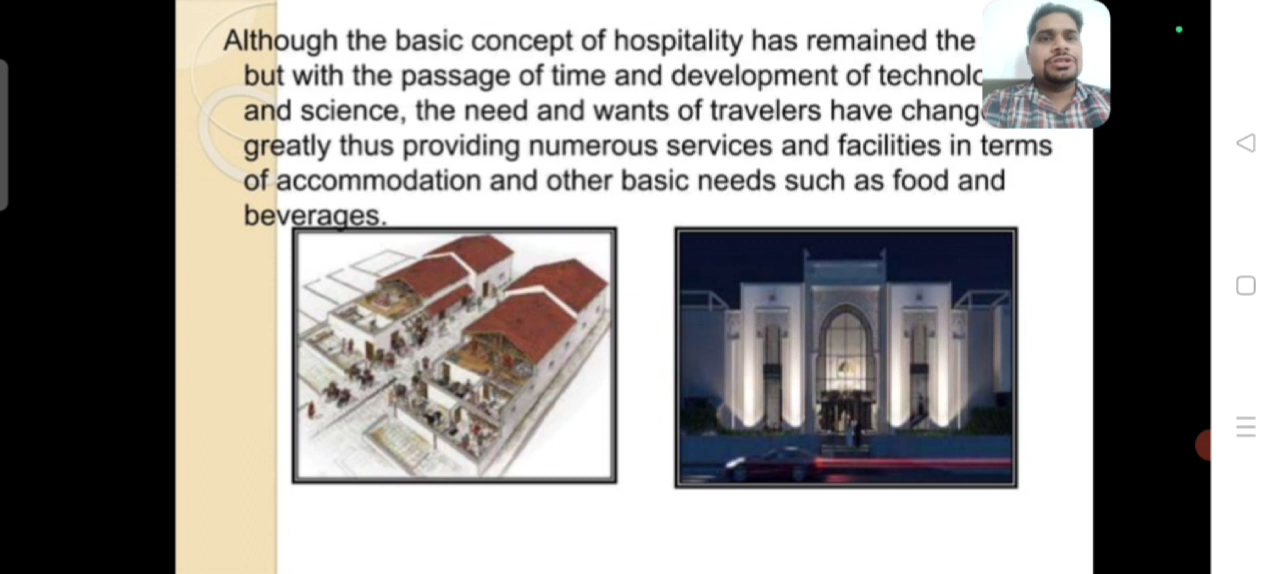 Although the basic concept of hospitality has remained the
but with the passage of time and development of
and science, the need and wants of travelers have
greatly thus providing numerous services and facilities in terms
of accommodation and other basic needs such as food and
beverages.